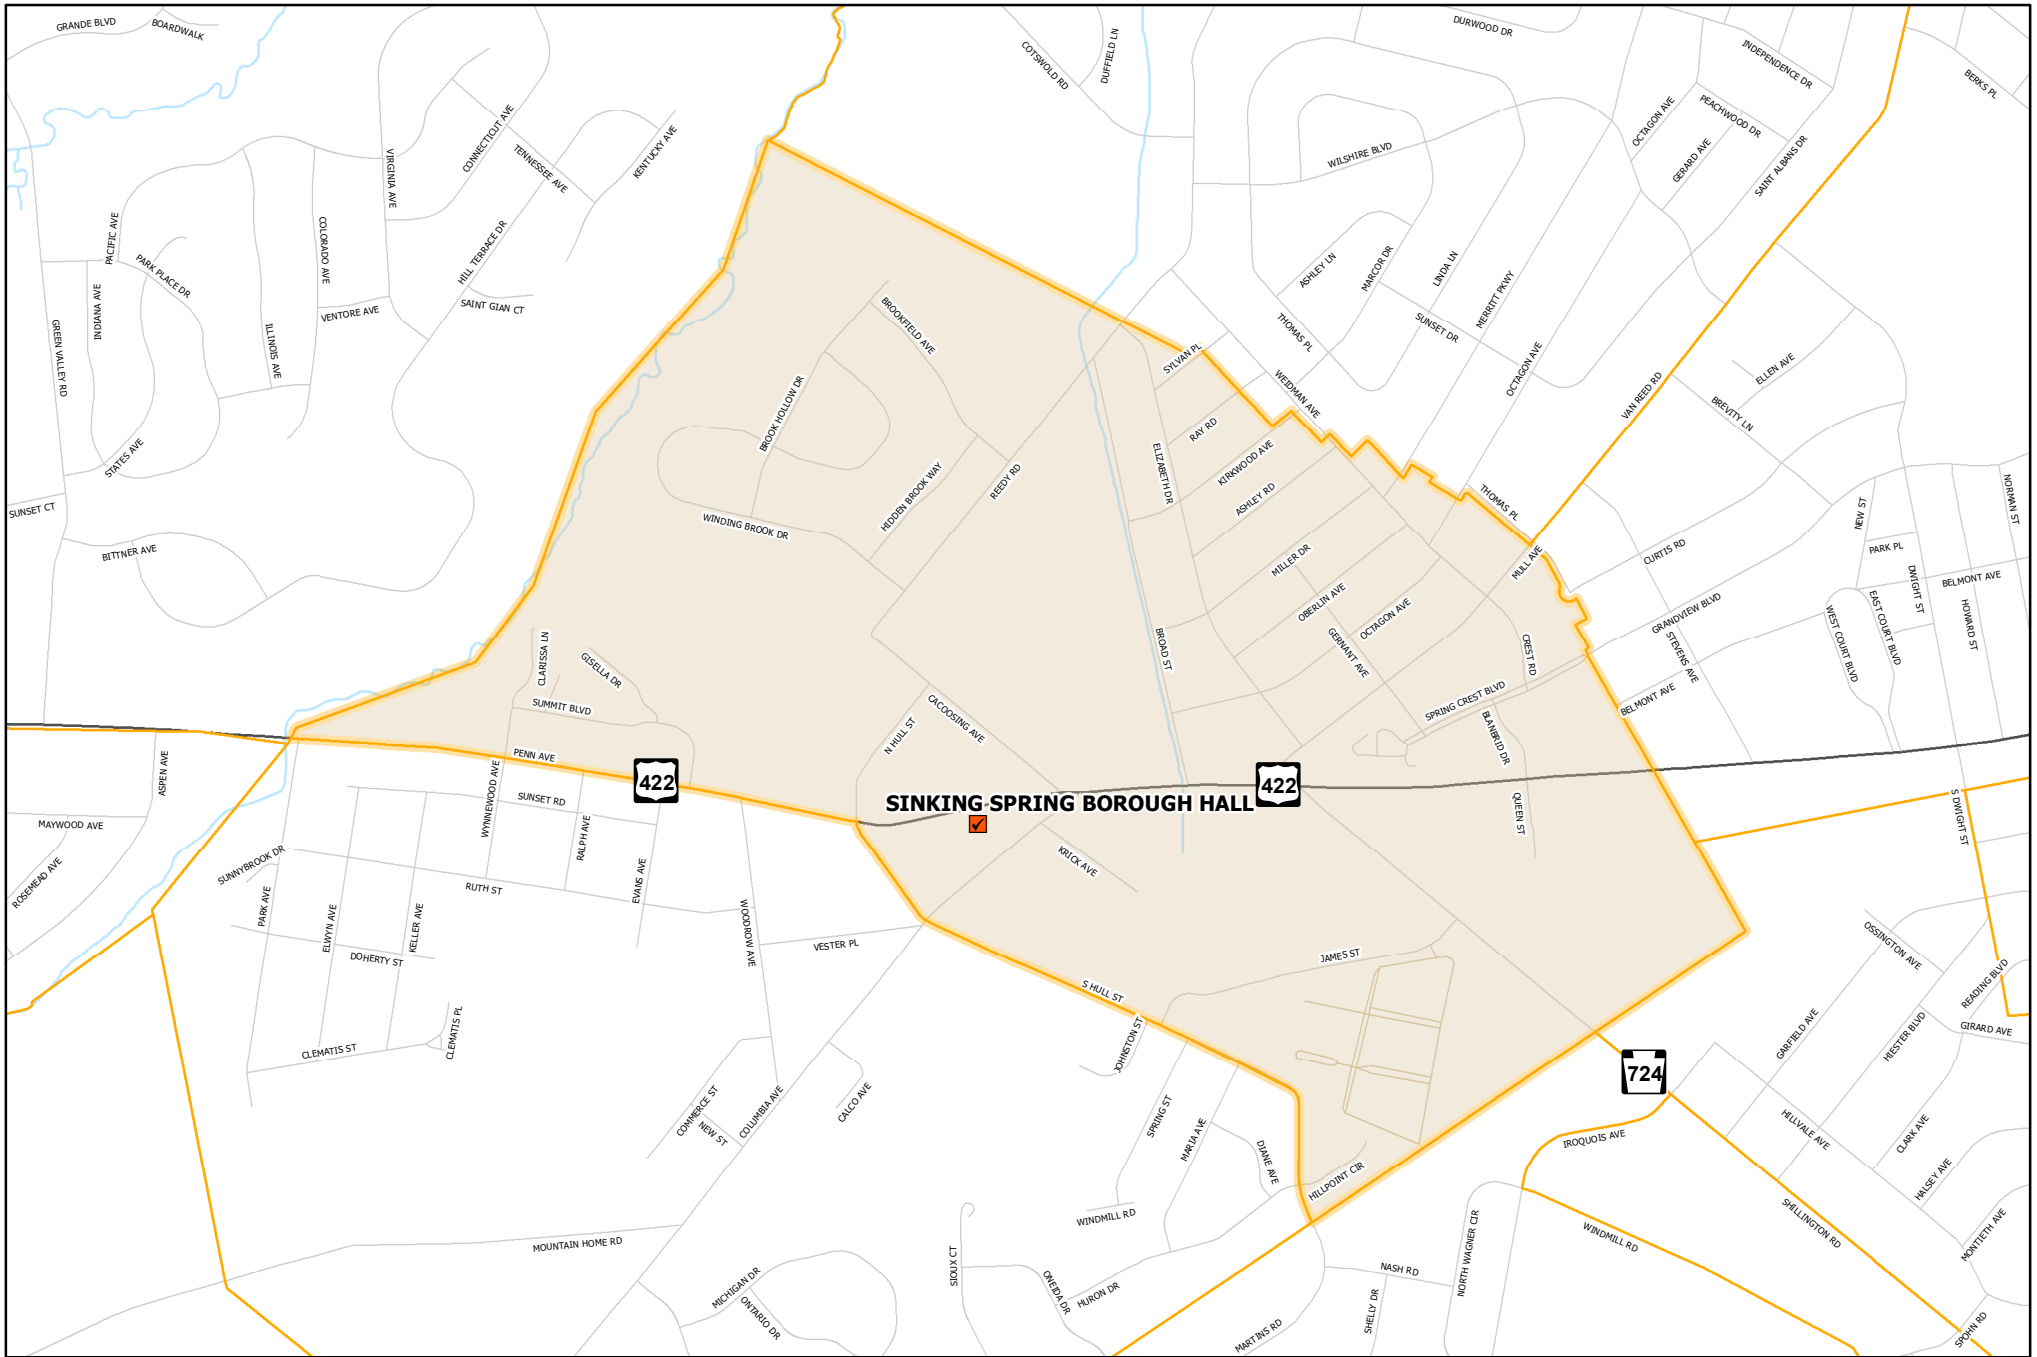 GRANDE BLVD
BOARDWALK
COTSWOLD RD
DUFFIELD LN
DURWOOD DR
INDEPENDENCE DR
BERKS PL
PEACHWOOD DR
OCTAGON AVE
GERARD AVE
SAINT ALBANS DR
WILSHIRE BLVD
CONNECTICUT AVE
TENNESSEE AVE
KENTUCKY AVE
VIRGINIA AVE
PACIFIC AVE
PARK PLACE DR
COLORADO AVE
HILL TERRACE DR
SAINT GIAN CT
INDIANA AVE
VENTORE AVE
ILLINOIS AVE
GREEN VALLEY RD
STATES AVE
SUNSET CT
BITTNER AVE
ASHLEY LN
MARCOR DR
LINDA LN
MERRITT PKWY
SUNSET DR
THOMAS PL
OCTAGON AVE
WEIDMAN AVE
SYLVAN PL
BROOKFIELD AVE
BROOK HOLLOW DR
HIDDEN BROOK WAY
REEDY RD
WINDING BROOK DR
ELIZABETH DR
RAY RD
KIRKWOOD AVE
ASHLEY RD
THOMAS PL
VAN REED RD
ELLEN AVE
BREVITY LN
NORMAN ST
NEW ST
PARK PL
DWIGHT ST
BELMONT AVE
HOWARD ST
EAST COURT BLVD
WEST COURT BLVD
CURTIS RD
GRANDVIEW BLVD
STEVENS AVE
BELMONT AVE
MULL AVE
MILLER DR
OBERLIN AVE
OCTAGON AVE
GERNANT AVE
CREST RD
BROAD ST
SPRING CREST BLVD
BLANBRID DR
QUEEN ST
CLARISSA LN
GISELLA DR
SUMMIT BLVD
PENN AVE
N HULL ST
CACOOSING AVE
422
422
SINKING SPRING BOROUGH HALL
KRICK AVE
ASPEN AVE
MAYWOOD AVE
ROSEMEAD AVE
SUNNYBROOK DR
WYNNEWOOD AVE
SUNSET RD
RALPH AVE
EVANS AVE
RUTH ST
PARK AVE
ELWYN AVE
KELLER AVE
DOHERTY ST
CLEMATIS ST
CLEMATIS PL
WOODROW AVE
VESTER PL
S HULL ST
JAMES ST
JOHNSTON ST
S DWIGHT ST
OSSINGTON AVE
READING BLVD
GIRARD AVE
GARFIELD AVE
HIESTER BLVD
724
HILLVALE AVE
CLARK AVE
HALSEY AVE
MONTIETH AVE
IROQUOIS AVE
SHILLINGTON RD
WINDMILL RD
SPOHN RD
COMMERCE ST
NEW ST
COLUMBIA AVE
CALCO AVE
SPRING ST
MARIA AVE
DIANE AVE
HILLPOINT CIR
WINDMILL RD
MOUNTAIN HOME RD
MICHIGAN DR
ONTARIO DR
SIOUX CT
ONEIDA DR
HURON DR
MARTINS RD
NASH RD
SHELLY DR
NORTH WAGNER CIR